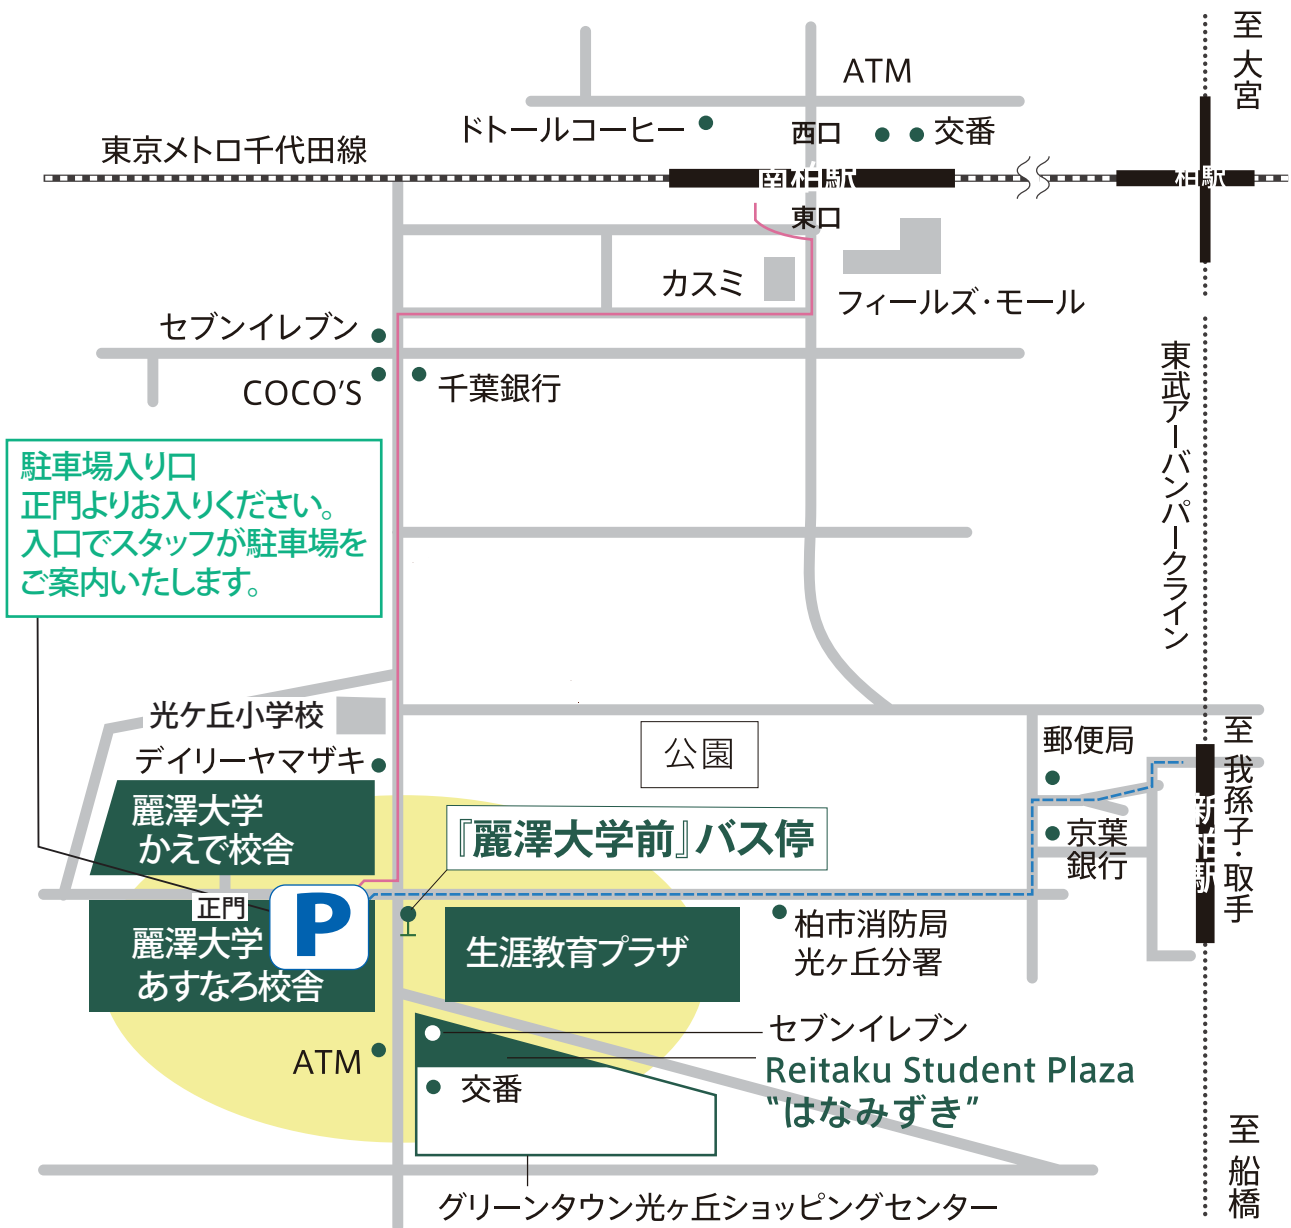 至 大宮
ATM
ドトールコーヒー
西口
交番
東京メトロ千代田線
南柏駅
柏駅
東口
カスミ
フィールズ・モール
セブンイレブン
COCO'S
千葉銀行
東武アーバンパークライン
駐車場入り口
正門よりお入りください。
入口でスタッフが駐車場を
ご案内いたします。
光ケ丘小学校
デイリーヤマザキ
公園
郵便局
至 我孫子・取手
麗澤大学
かえで校舎
『麗澤大学前』バス停
京葉
銀行
新柏駅
正門
P
麗澤大学
あすなろ校舎
生涯教育プラザ
柏市消防局
光ヶ丘分署
セブンイレブン
ATM
Reitaku Student Plaza
“はなみずき”
交番
至 船橋
グリーンタウン光ヶ丘ショッピングセンター